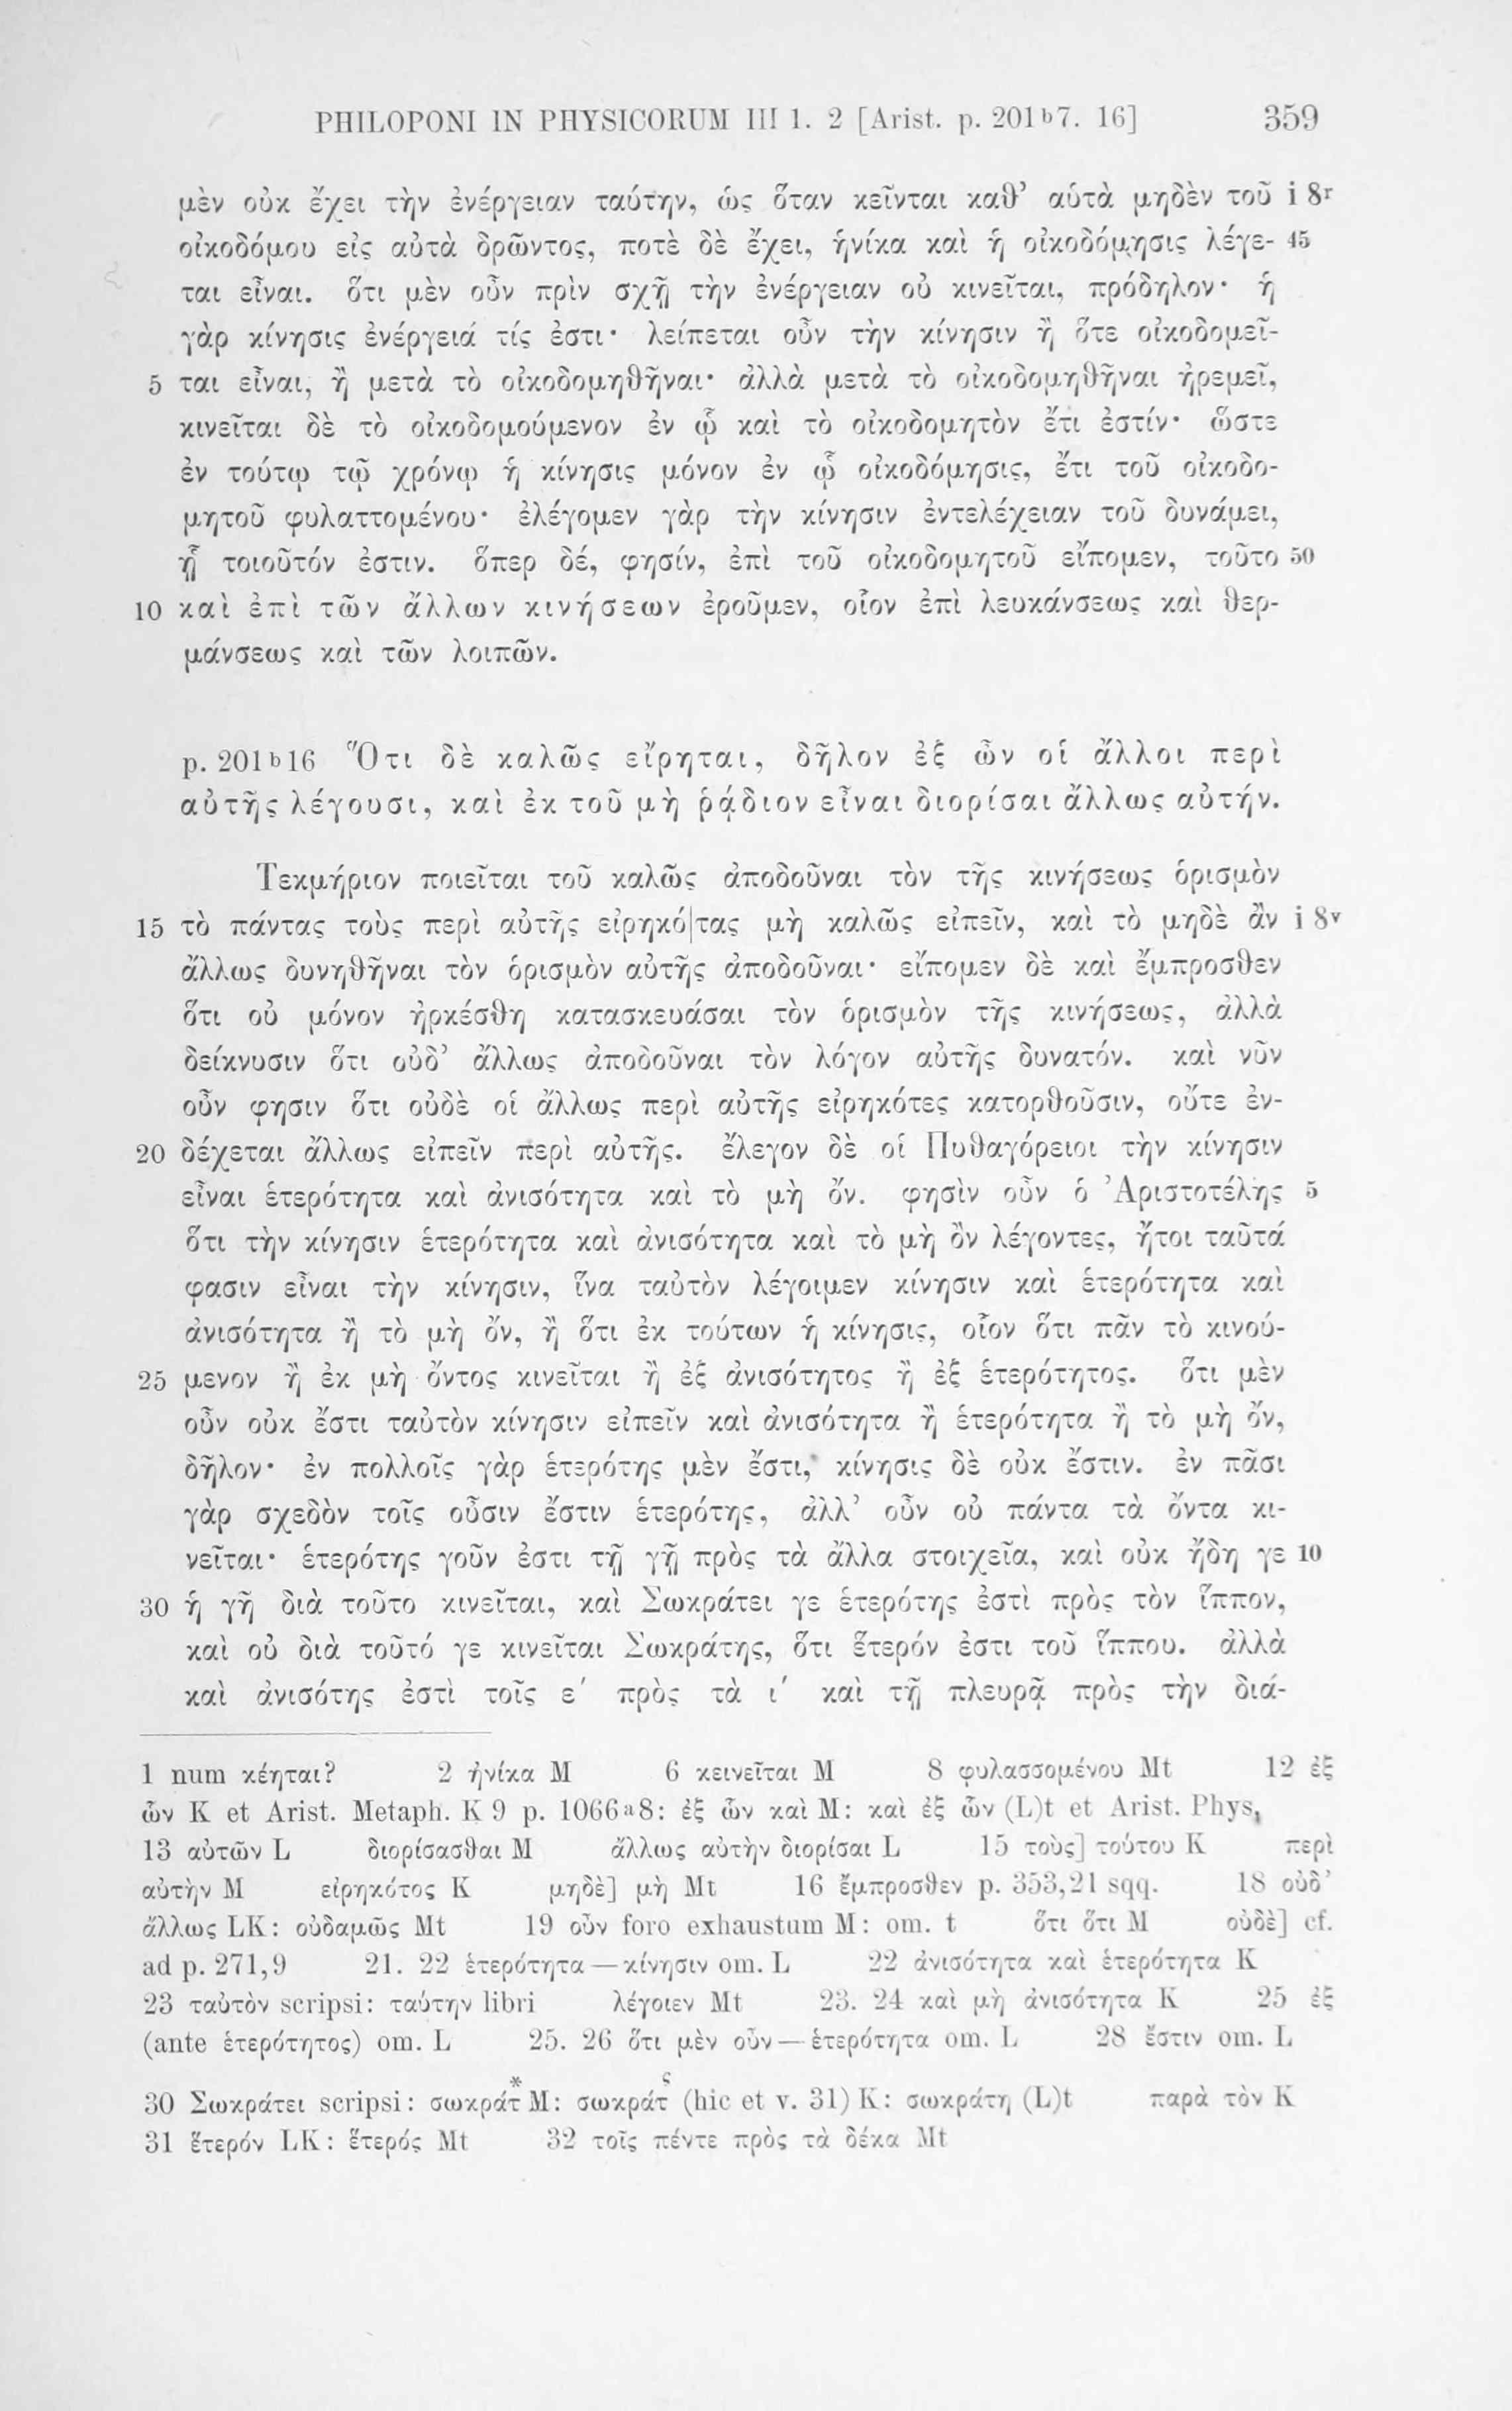 PHILOPONI IN PHYSICORUM III 1. 2 [Arist. p. 201ᵇ7. 16] 359
μὲν οὐκ ἔχει τὴν ἐνέργειαν ταύτην, ὡς ὅταν κεῖνται καθ’ αὑτὰ μηδὲν τοῦ i 8ʳ
οἰκοδόμου εἰς αὐτὰ δρῶντος, ποτὲ δὲ ἔχει, ἡνίκα καὶ ἡ οἰκοδόμησις λέγε- 45
ται εἶναι. ὅτι μὲν οὖν πρὶν σχῇ τὴν ἐνέργειαν οὐ κινεῖται, πρόδηλον· ἡ
γὰρ κίνησις ἐνέργειά τίς ἐστι· λείπεται οὖν τὴν κίνησιν ἢ ὅτε οἰκοδομεῖ-
5 ται εἶναι, ἢ μετὰ τὸ οἰκοδομηθῆναι· ἀλλὰ μετὰ τὸ οἰκοδομηθῆναι ἠρεμεῖ,
κινεῖται δὲ τὸ οἰκοδομούμενον ἐν ᾧ καὶ τὸ οἰκοδομητὸν ἔτι ἐστίν· ὥστε
ἐν τούτῳ τῷ χρόνῳ ἡ κίνησις μόνον ἐν ᾧ οἰκοδόμησις, ἔτι τοῦ οἰκοδο-
μητοῦ φυλαττομένου· ἐλέγομεν γὰρ τὴν κίνησιν ἐντελέχειαν τοῦ δυνάμει,
ᾗ τοιοῦτόν ἐστιν. ὅπερ δέ, φησίν, ἐπὶ τοῦ οἰκοδομητοῦ εἴπομεν, τοῦτο 50
10 καὶ ἐπὶ τῶν ἄλλων κινήσεων ἐροῦμεν, οἷον ἐπὶ λευκάνσεως καὶ θερ-
μάνσεως καὶ τῶν λοιπῶν.
p. 201ᵇ16 Ὅτι δὲ καλῶς εἴρηται, δῆλον ἐξ ὧν οἱ ἄλλοι περὶ
αὐτῆς λέγουσι, καὶ ἐκ τοῦ μὴ ῥᾴδιον εἶναι διορίσαι ἄλλως αὐτήν.
Τεκμήριον ποιεῖται τοῦ καλῶς ἀποδοῦναι τὸν τῆς κινήσεως ὁρισμὸν
15 τὸ πάντας τοὺς περὶ αὐτῆς εἰρηκό|τας μὴ καλῶς εἰπεῖν, καὶ τὸ μηδὲ ἂν i 8ᵛ
ἄλλως δυνηθῆναι τὸν ὁρισμὸν αὐτῆς ἀποδοῦναι· εἴπομεν δὲ καὶ ἔμπροσθεν
ὅτι οὐ μόνον ἠρκέσθη κατασκευάσαι τὸν ὁρισμὸν τῆς κινήσεως, ἀλλὰ
δείκνυσιν ὅτι οὐδ’ ἄλλως ἀποδοῦναι τὸν λόγον αὐτῆς δυνατόν. καὶ νῦν
οὖν φησιν ὅτι οὐδὲ οἱ ἄλλως περὶ αὐτῆς εἰρηκότες κατορθοῦσιν, οὔτε ἐν-
20 δέχεται ἄλλως εἰπεῖν περὶ αὐτῆς. ἔλεγον δὲ οἱ Πυθαγόρειοι τὴν κίνησιν
εἶναι ἑτερότητα καὶ ἀνισότητα καὶ τὸ μὴ ὄν. φησὶν οὖν ὁ Ἀριστοτέλης 5
ὅτι τὴν κίνησιν ἑτερότητα καὶ ἀνισότητα καὶ τὸ μὴ ὂν λέγοντες, ἤτοι ταῦτά
φασιν εἶναι τὴν κίνησιν, ἵνα ταὐτὸν λέγοιμεν κίνησιν καὶ ἑτερότητα καὶ
ἀνισότητα ἢ τὸ μὴ ὄν, ἢ ὅτι ἐκ τούτων ἡ κίνησις, οἷον ὅτι πᾶν τὸ κινού-
25 μενον ἢ ἐκ μὴ ὄντος κινεῖται ἢ ἐξ ἀνισότητος ἢ ἐξ ἑτερότητος. ὅτι μὲν
οὖν οὐκ ἔστι ταὐτὸν κίνησιν εἰπεῖν καὶ ἀνισότητα ἢ ἑτερότητα ἢ τὸ μὴ ὄν,
δῆλον· ἐν πολλοῖς γὰρ ἑτερότης μὲν ἔστι, κίνησις δὲ οὐκ ἔστιν. ἐν πᾶσι
γὰρ σχεδὸν τοῖς οὖσιν ἔστιν ἑτερότης, ἀλλ’ οὖν οὐ πάντα τὰ ὄντα κι-
νεῖται· ἑτερότης γοῦν ἐστι τῇ γῇ πρὸς τὰ ἄλλα στοιχεῖα, καὶ οὐκ ἤδη γε 10
30 ἡ γῆ διὰ τοῦτο κινεῖται, καὶ Σωκράτει γε ἑτερότης ἐστὶ πρὸς τὸν ἵππον,
καὶ οὐ διὰ τοῦτό γε κινεῖται Σωκράτης, ὅτι ἕτερόν ἐστι τοῦ ἵππου. ἀλλὰ
καὶ ἀνισότης ἐστὶ τοῖς ε′ πρὸς τὰ ι′ καὶ τῇ πλευρᾷ πρὸς τὴν διά-
1 num κέηται? 2 ἡνίκα M 6 κεινεῖται M 8 φυλασσομένου Mt 12 ἐξ
ὧν K et Arist. Metaph. K 9 p. 1066ᵃ8: ἐξ ὧν καὶ M: καὶ ἐξ ὧν (L)t et Arist. Phys,
13 αὐτῶν L διορίσασθαι M ἄλλως αὐτὴν διορίσαι L 15 τοὺς] τούτου K περὶ
αὐτὴν M εἰρηκότος K μηδὲ] μὴ Mt 16 ἔμπροσθεν p. 353,21 sqq. 18 οὐδ’
ἄλλως LK: οὐδαμῶς Mt 19 οὖν foro exhaustum M: om. t ὅτι ὅτι M οὐδὲ] cf.
ad p. 271,9 21. 22 ἑτερότητα — κίνησιν om. L 22 ἀνισότητα καὶ ἑτερότητα K
23 ταὐτὸν scripsi: ταύτην libri λέγοιεν Mt 23. 24 καὶ μὴ ἀνισότητα K 25 ἐξ
(ante ἑτερότητος) om. L 25. 26 ὅτι μὲν οὖν — ἑτερότητα om. L 28 ἔστιν om. L
30 Σωκράτει scripsi: σωκράτ* M: σωκράτς (hic et v. 31) K: σωκράτη (L)t παρὰ τὸν K
31 ἕτερόν LK: ἕτερός Mt 32 τοῖς πέντε πρὸς τὰ δέκα Mt